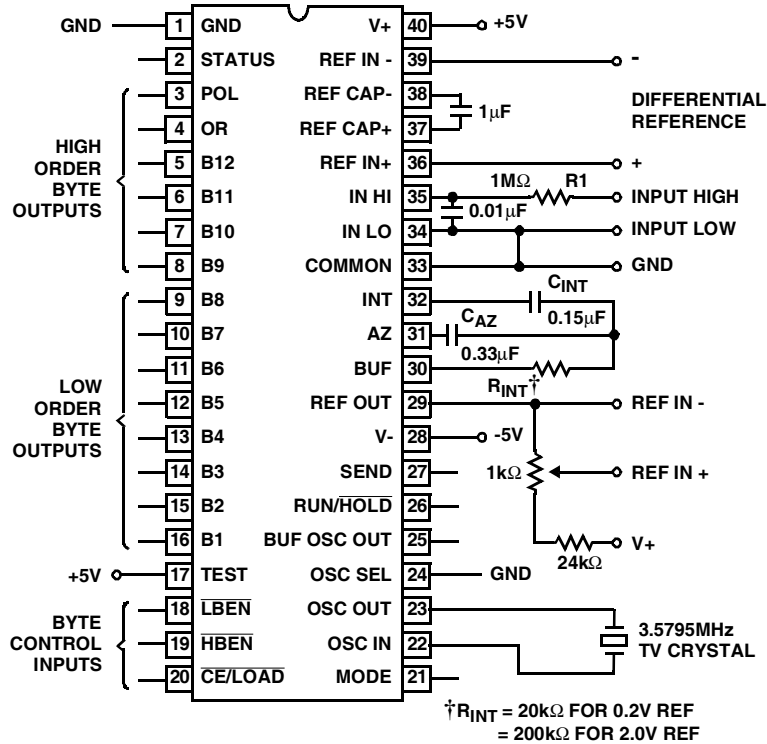 GND 1 GND V+ 40 +5V
2 STATUS REF IN - 39 -
3 POL REF CAP- 38
1µF
DIFFERENTIAL
REFERENCE
4 OR REF CAP+ 37
HIGH
ORDER
BYTE
OUTPUTS
5 B12 REF IN+ 36 +
6 B11 IN HI 35 1MΩ R1 INPUT HIGH
0.01µF
7 B10 IN LO 34 INPUT LOW
8 B9 COMMON 33 GND
9 B8 INT 32 CINT
0.15µF
10 B7 AZ 31 CAZ
0.33µF
11 B6 BUF 30
RINT†
LOW
ORDER
BYTE
OUTPUTS
12 B5 REF OUT 29 REF IN -
13 B4 V- 28 -5V
14 B3 SEND 27 1kΩ REF IN +
15 B2 RUN/HOLD 26
16 B1 BUF OSC OUT 25 V+
24kΩ
+5V 17 TEST OSC SEL 24 GND
BYTE
CONTROL
INPUTS
18 LBEN OSC OUT 23
19 HBEN OSC IN 22
3.5795MHz
TV CRYSTAL
20 CE/LOAD MODE 21
†RINT = 20kΩ FOR 0.2V REF
= 200kΩ FOR 2.0V REF